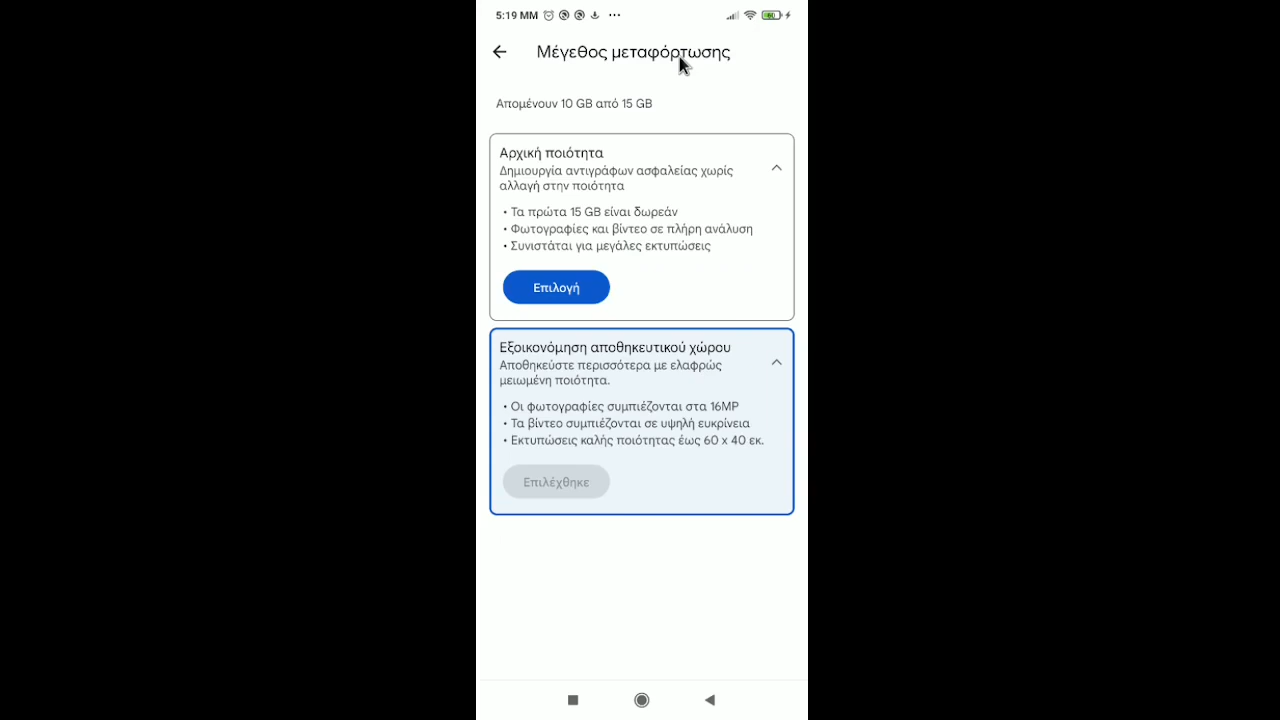 5:19 ΜΜ
Μέγεθος μεταφόρτωσης
Απομένουν 10 GB από 15 GB
Αρχική ποιότητα
Δημιουργία αντιγράφων ασφαλείας χωρίς
αλλαγή στην ποιότητα
• Τα πρώτα 15 GB είναι δωρεάν
• Φωτογραφίες και βίντεο σε πλήρη ανάλυση
• Συνιστάται για μεγάλες εκτυπώσεις
Επιλογή
Εξοικονόμηση αποθηκευτικού χώρου
Αποθηκεύστε περισσότερα με ελαφρώς
μειωμένη ποιότητα.
• Οι φωτογραφίες συμπιέζονται στα 16MP
• Τα βίντεο συμπιέζονται σε υψηλή ευκρίνεια
• Εκτυπώσεις καλής ποιότητας έως 60 x 40 εκ.
Επιλέχθηκε